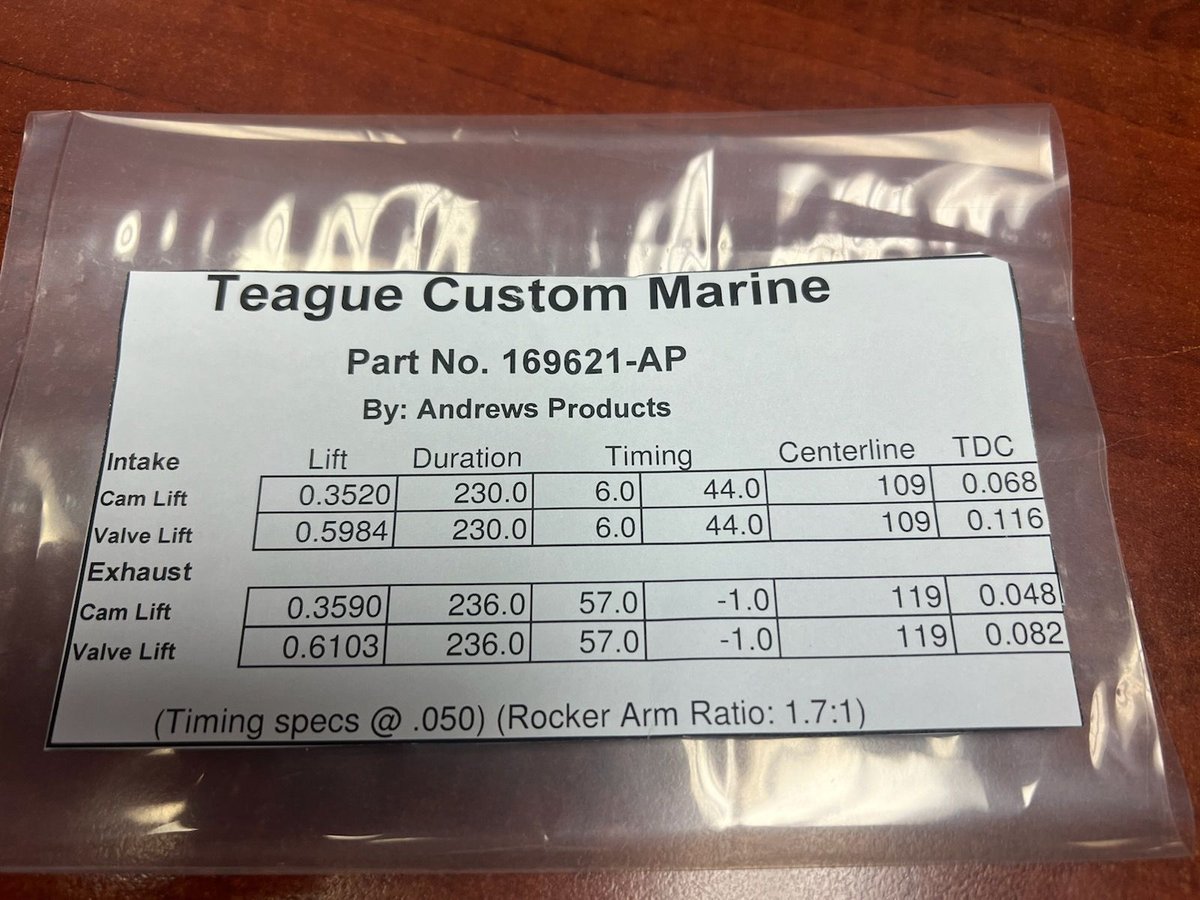 Teague Custom Marine
Part No. 169621-AP
By: Andrews Products
Intake Lift Duration Timing Centerline TDC
Cam Lift 0.3520 230.0 6.0 44.0 109 0.068
Valve Lift 0.5984 230.0 6.0 44.0 109 0.116
Exhaust
Cam Lift 0.3590 236.0 57.0 -1.0 119 0.048
Valve Lift 0.6103 236.0 57.0 -1.0 119 0.082
(Timing specs @ .050) (Rocker Arm Ratio: 1.7:1)